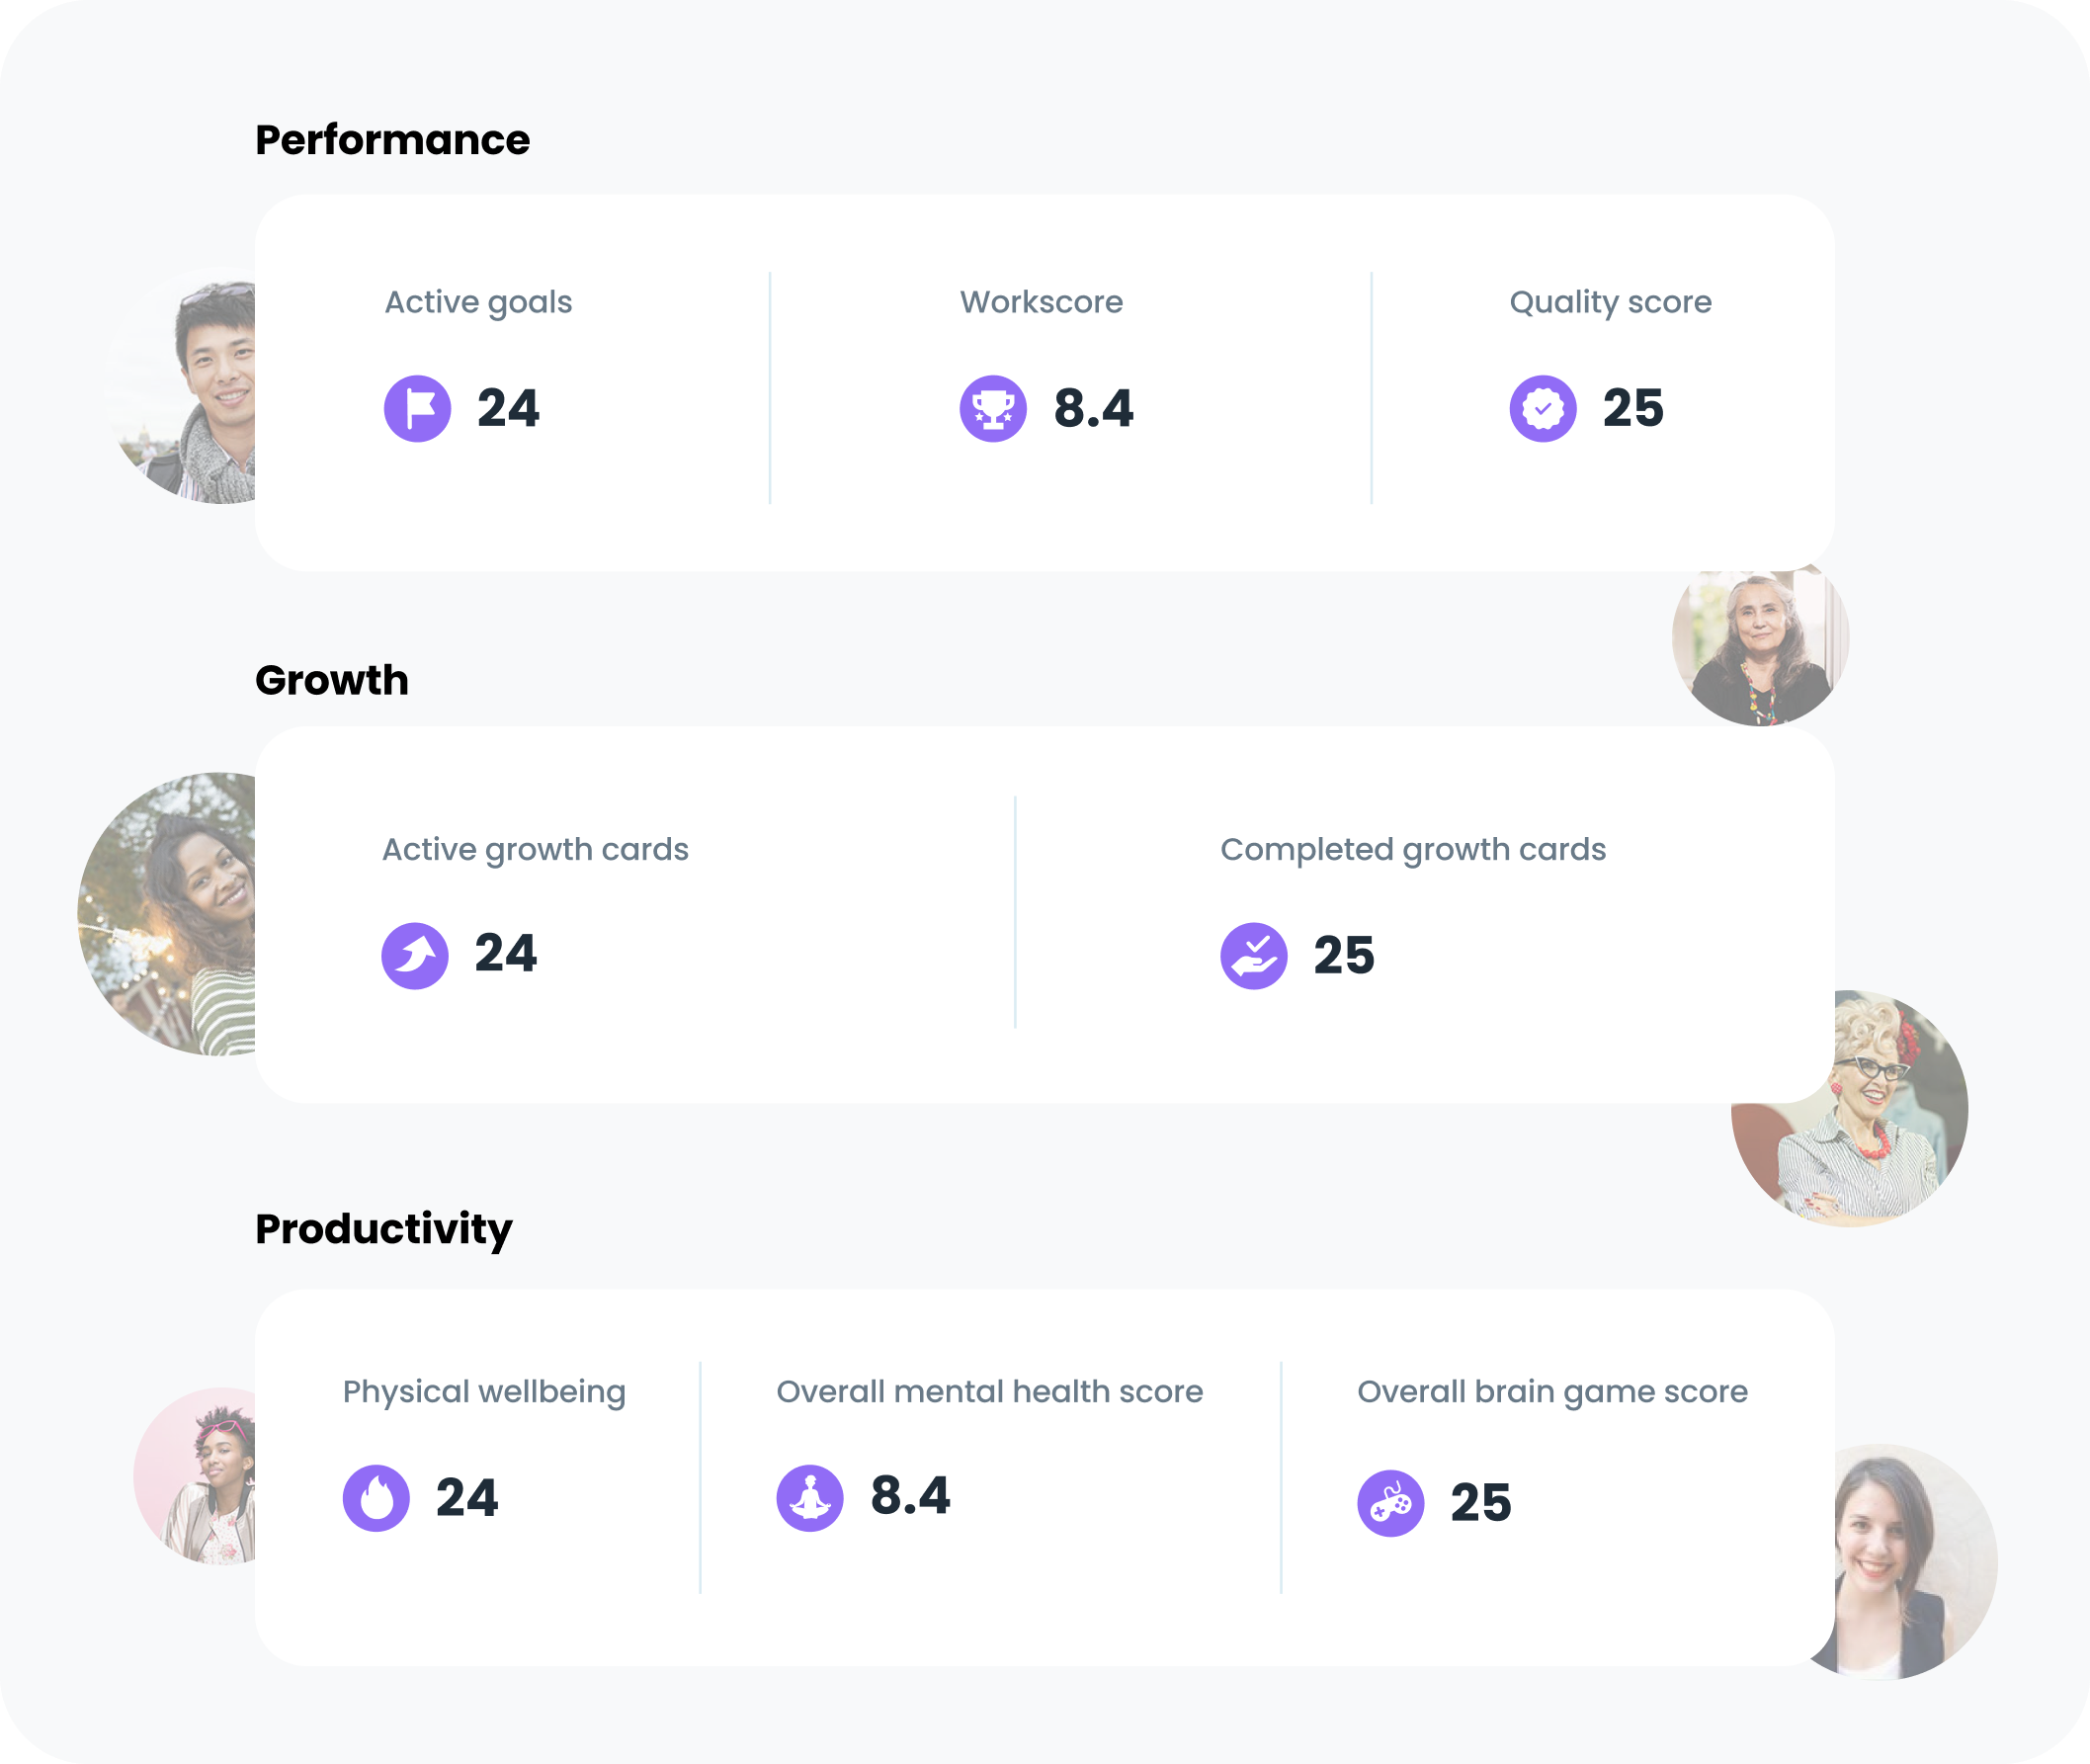 Performance
Active goals
Workscore
Quality score
24
8.4
25
Growth
Active growth cards
Completed growth cards
24
25
Productivity
Physical wellbeing
Overall mental health score
Overall brain game score
24
8.4
25